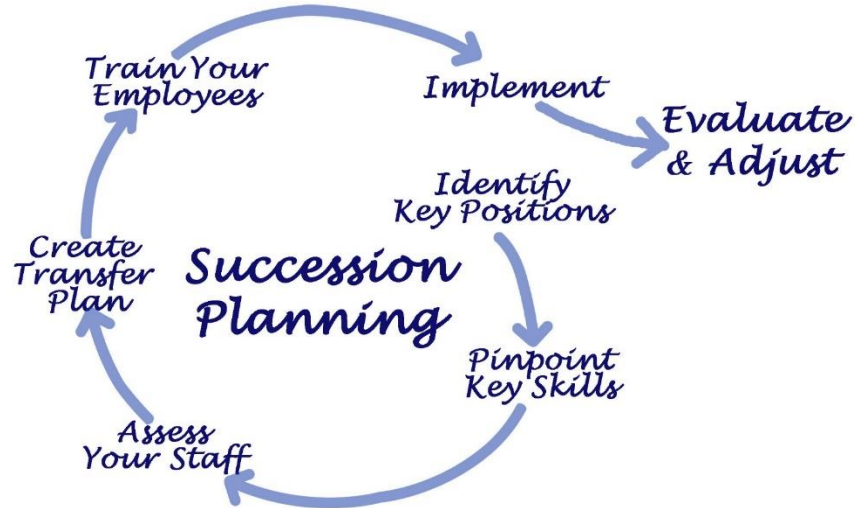 Train Your
Employees
Implement
Evaluate
& Adjust
Identify
Key Positions
Create
Transfer
Plan
Succession
Planning
Pinpoint
Key Skills
Assess
Your Staff